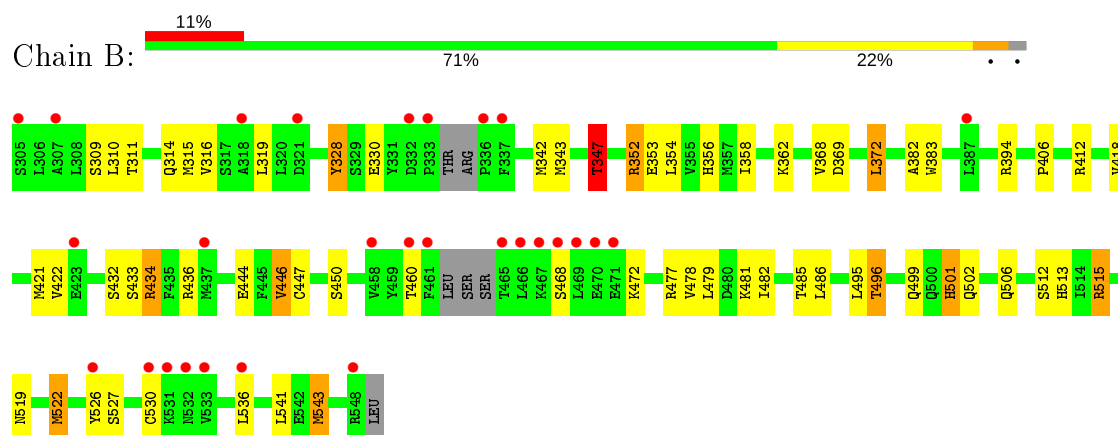 11%
Chain B:
71% 22% • •
S305 L306 A307 L308 S309 L310 T311 Q314 M315 V316 S317 A318 L319 L320 D321 Y328 S329 E330 Y331 D332 P333 THR ARG P336 F337 M342 M343 T347 R352 E353 L354 V355 H356 M357 I358 K362 V368 D369 L372 A382 W383 L387 R394 P406 R412 V418
M421 V422 E423 S432 S433 R434 F435 R436 M437 E444 F445 V446 C447 S450 V458 Y459 T460 F461 LEU SER SER T465 L466 K467 S468 L469 E470 E471 K472 R477 V478 L479 D480 K481 I482 T485 L486 L495 T496 Q499 Q500 H501 Q502 Q506 S512 H513 I514 R515
N519 M522 Y526 S527 C530 K531 N532 V533 L536 L541 E542 M543 R548 LEU